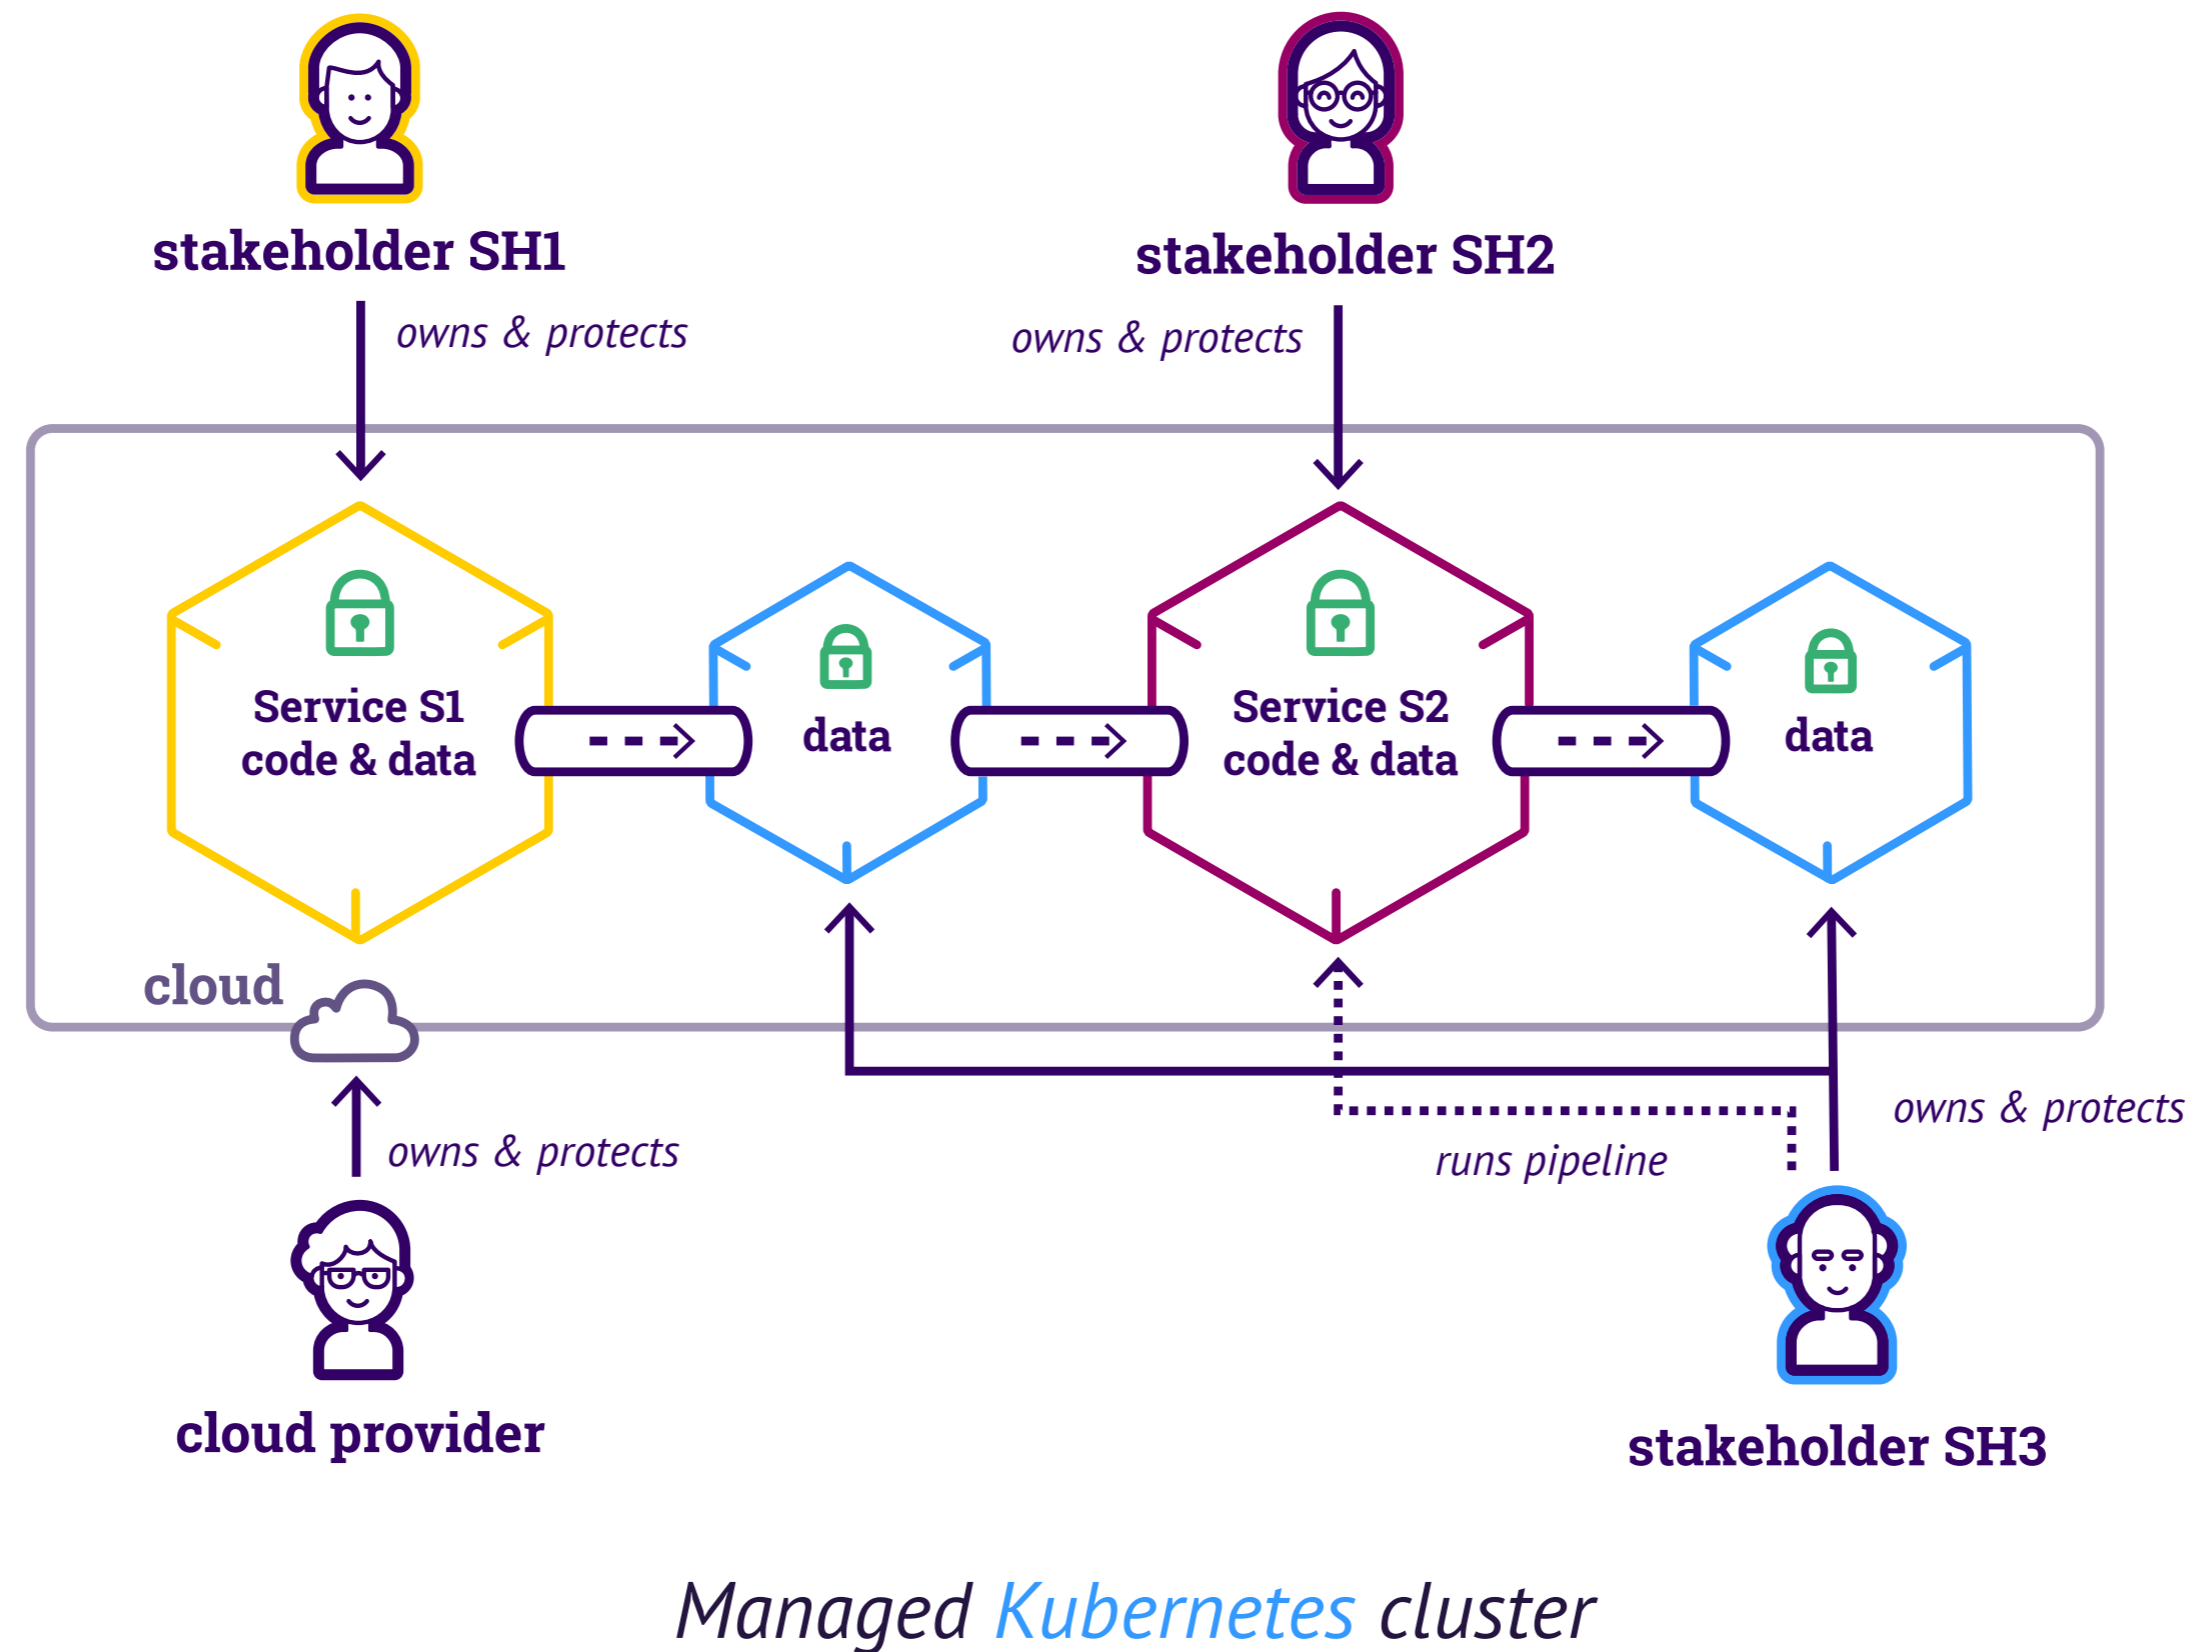 stakeholder SH1
stakeholder SH2
owns & protects
owns & protects
Service S1
code & data
data
Service S2
code & data
data
cloud
owns & protects
runs pipeline
owns & protects
cloud provider
stakeholder SH3
Managed Kubernetes cluster